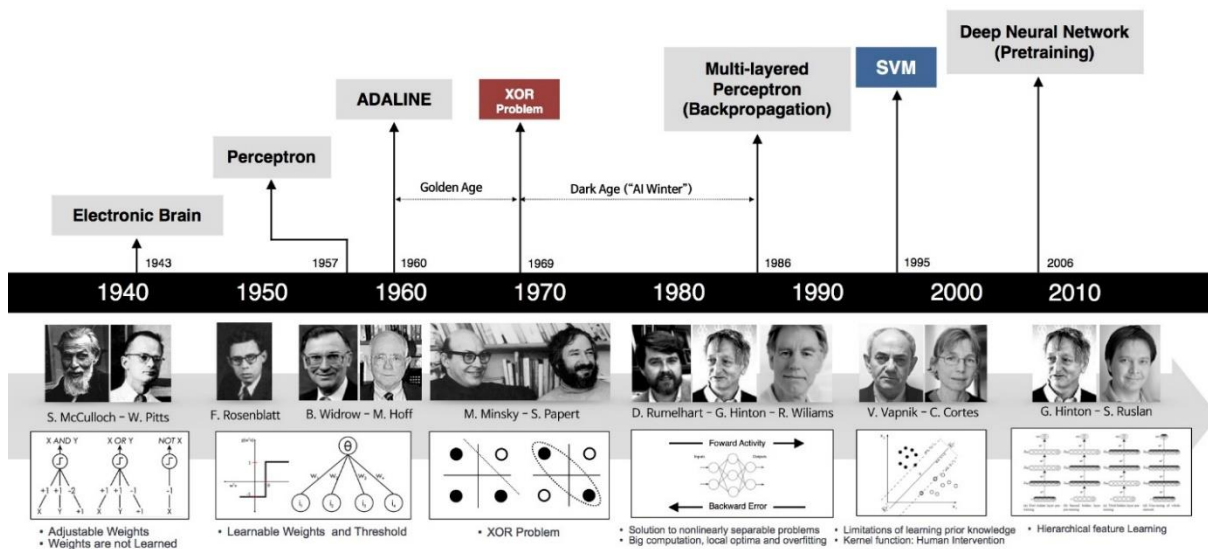 Deep Neural Network
(Pretraining)
Multi-layered
Perceptron
(Backpropagation)
SVM
ADALINE
XOR
Problem
Perceptron
Golden Age
Dark Age ("AI Winter")
Electronic Brain
1943
1957
1960
1969
1986
1995
2006
1940
1950
1960
1970
1980
1990
2000
2010
S. McCulloch – W. Pitts
F. Rosenblatt
B. Widrow – M. Hoff
M. Minsky – S. Papert
D. Rumelhart – G. Hinton – R. Wiliams
V. Vapnik – C. Cortes
G. Hinton – S. Ruslan
X AND Y
X OR Y
NOT X
+1 +1 -2
+1 +1 -1
-1
X Y +1
X Y +1
X
θ
Foward Activity
Inputs
Outputs
Backward Error
• Adjustable Weights
• Weights are not Learned
• Learnable Weights and Threshold
• XOR Problem
• Solution to nonlinearly separable problems
• Big computation, local optima and overfitting
• Limitations of learning prior knowledge
• Kernel function: Human Intervention
• Hierarchical feature Learning